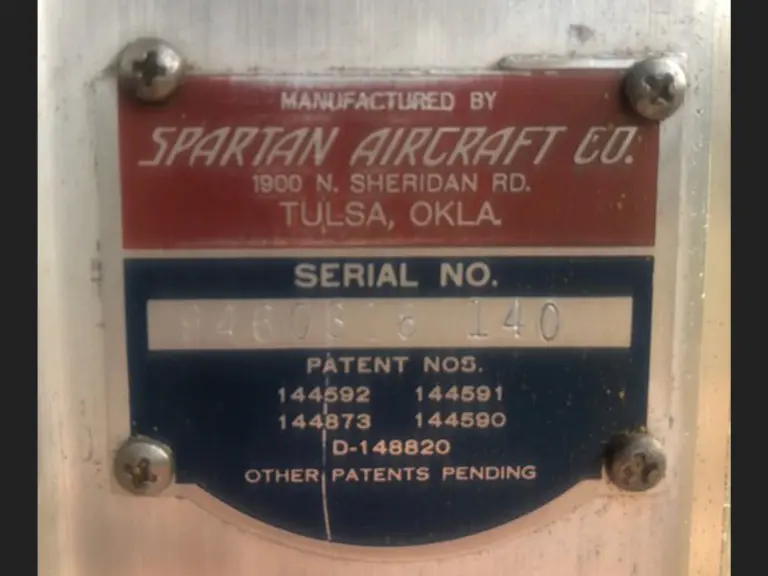 MANUFACTURED BY
SPARTAN AIRCRAFT CO.
1900 N. SHERIDAN RD.
TULSA, OKLA.
SERIAL NO.
140
PATENT NOS.
144592 144591
144873 144590
D-148820
OTHER PATENTS PENDING